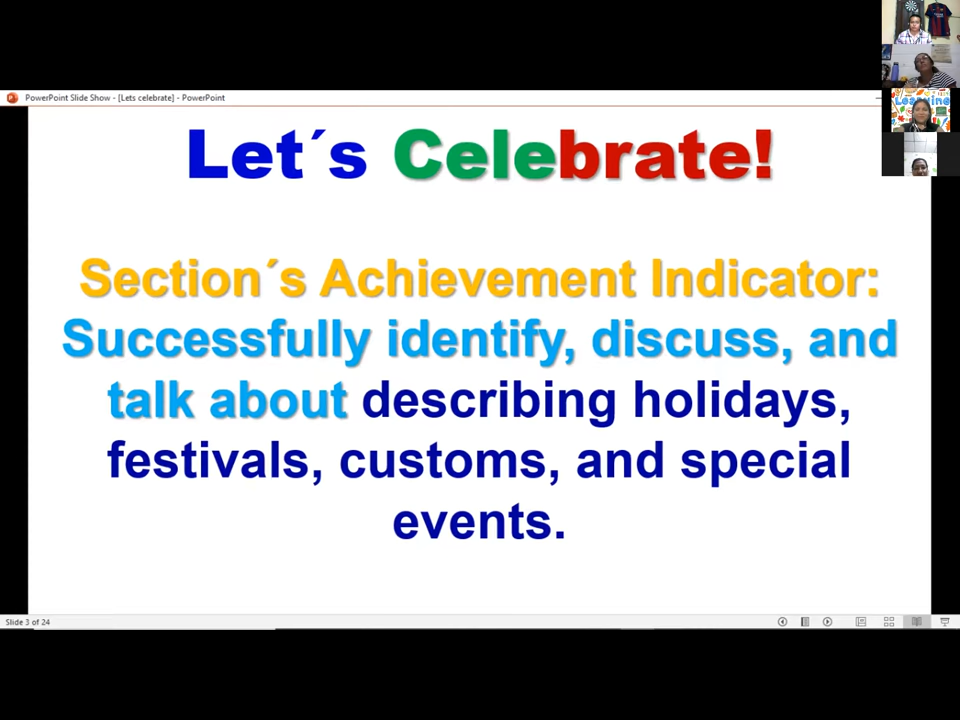 PowerPoint Slide Show - [Lets celebrate] - PowerPoint
Let´s Celebrate!
Section´s Achievement Indicator:
Successfully identify, discuss, and
talk about describing holidays,
festivals, customs, and special
events.
Slide 3 of 24
Learning